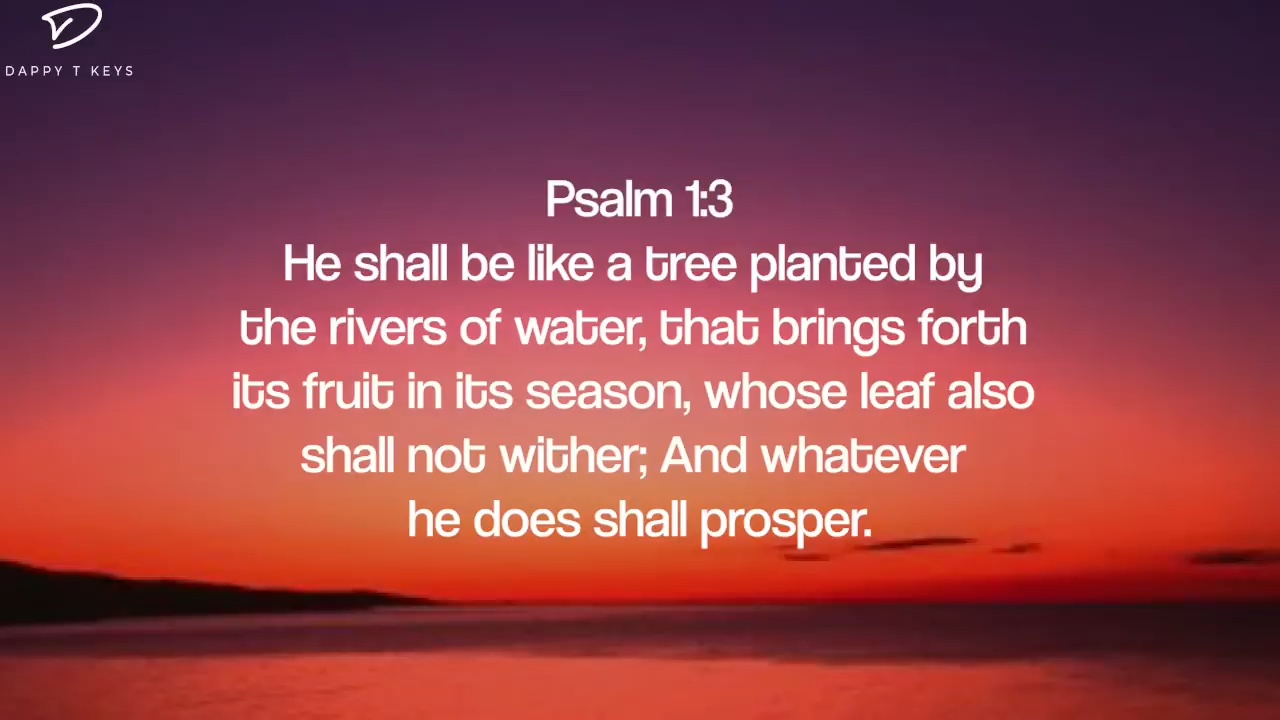 DAPPY T KEYS
Psalm 1:3
He shall be like a tree planted by
the rivers of water, that brings forth
its fruit in its season, whose leaf also
shall not wither; And whatever
he does shall prosper.